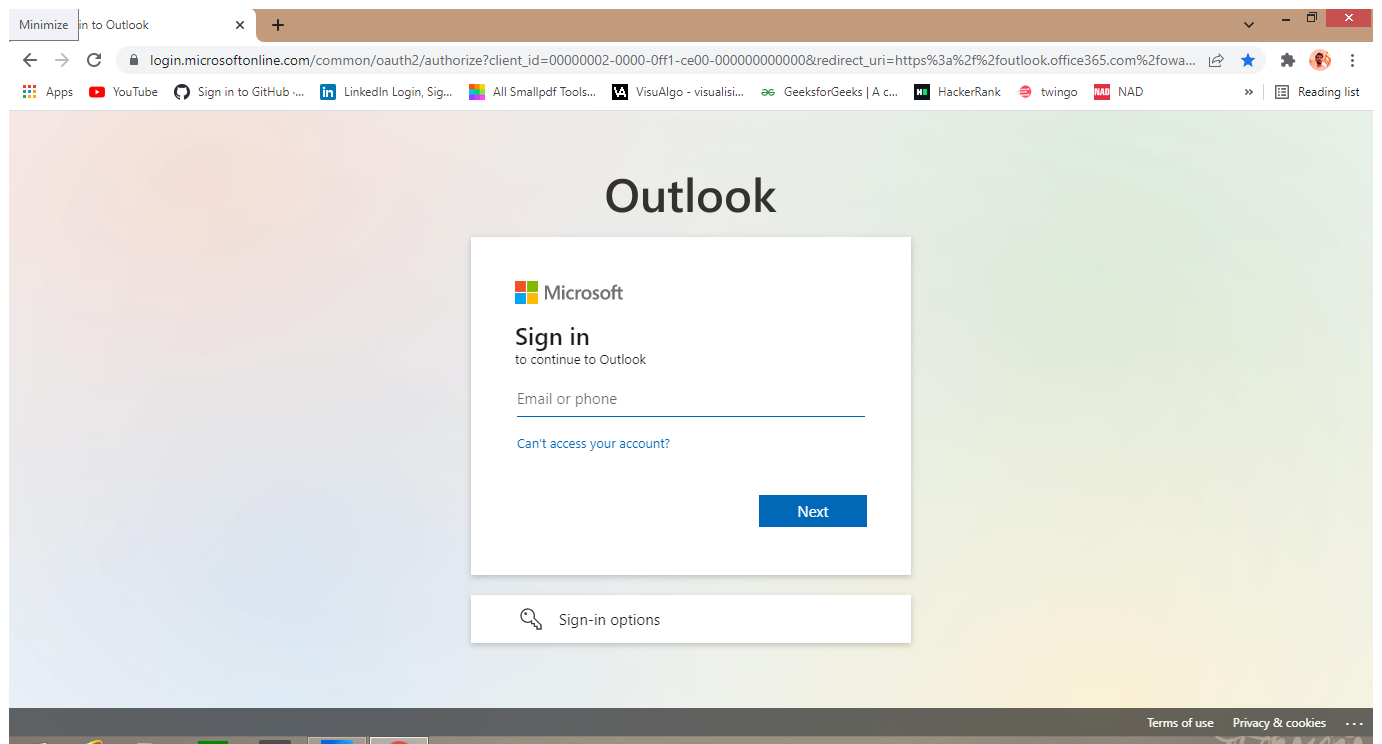 Minimize in to Outlook
login.microsoftonline.com/common/oauth2/authorize?client_id=00000002-0000-0ff1-ce00-000000000000&redirect_uri=https%3a%2f%2foutlook.office365.com%2fowa...
Apps YouTube Sign in to GitHub ·... LinkedIn Login, Sig... All Smallpdf Tools... VisuAlgo - visualisi... GeeksforGeeks | A c... HackerRank twingo NAD NAD » Reading list
Outlook
Microsoft
Sign in
to continue to Outlook
Email or phone
Can't access your account?
Next
Sign-in options
Terms of use Privacy & cookies ...